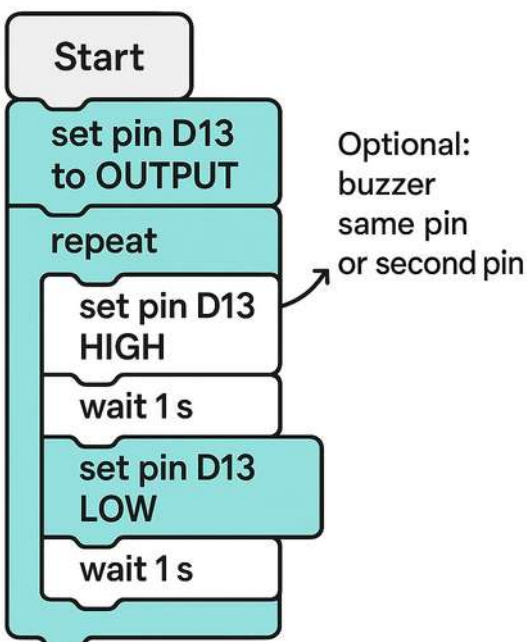 Start
set pin D13
to OUTPUT
repeat
set pin D13
HIGH
wait 1 s
set pin D13
LOW
wait 1 s
Optional:
buzzer
same pin
or second pin